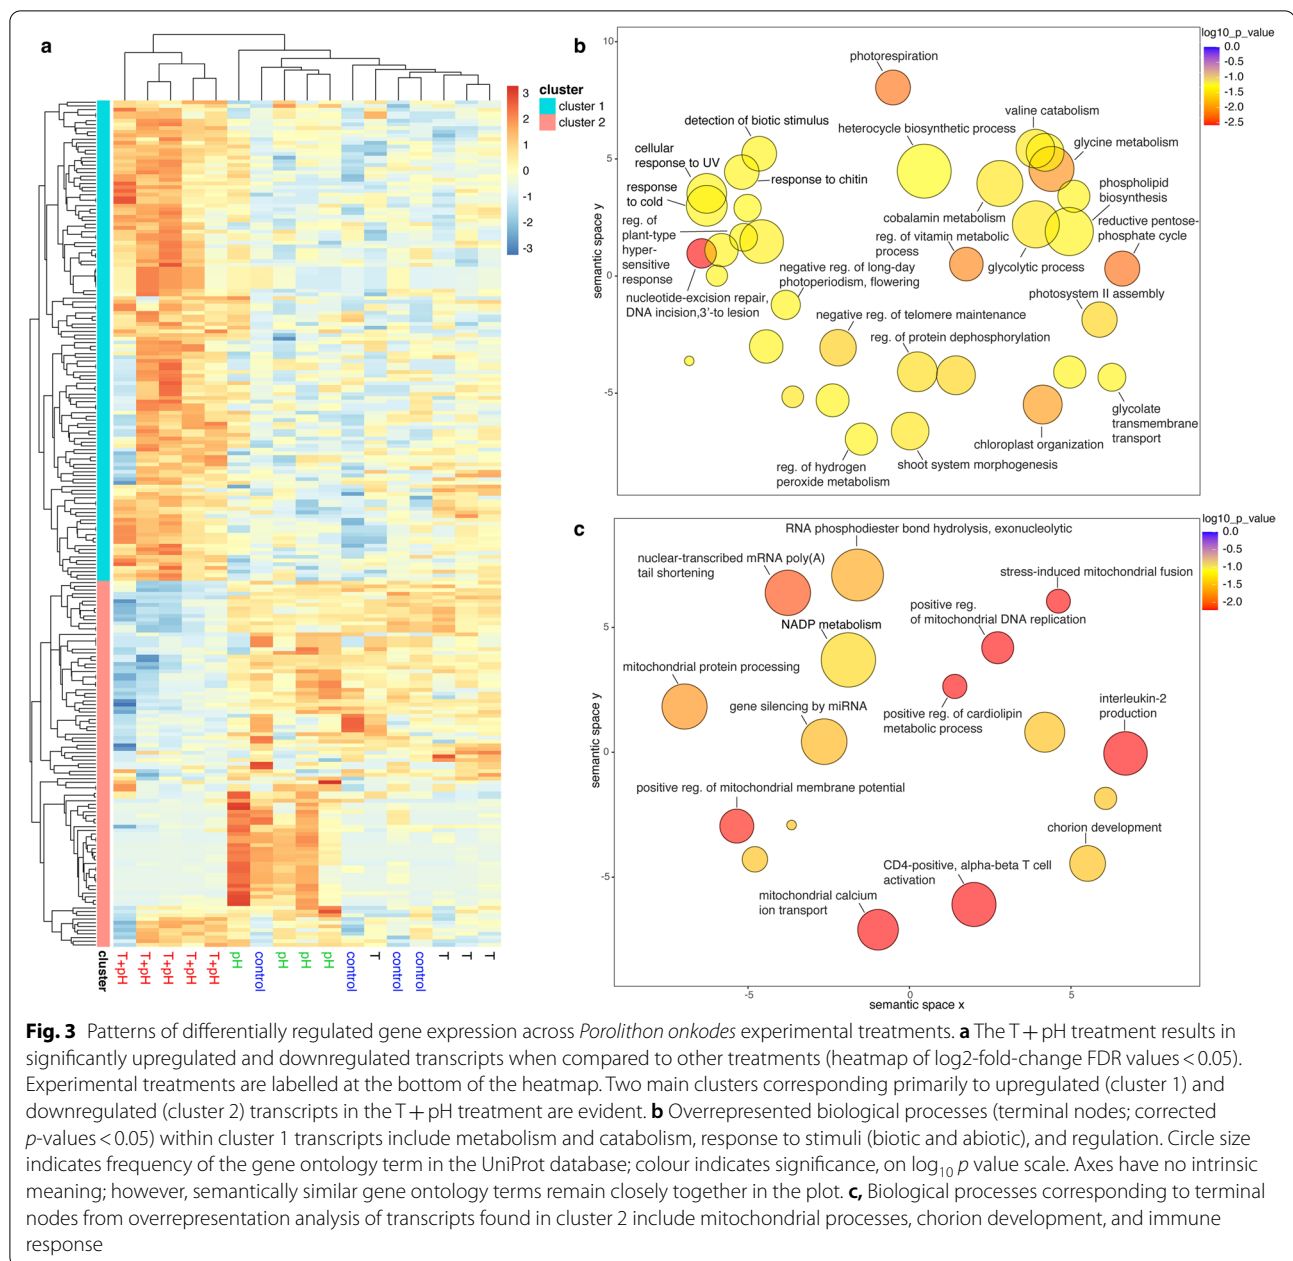 a
3
2
1
0
-1
-2
-3
cluster
cluster 1
cluster 2
cluster
T+pH
T+pH
T+pH
T+pH
T+pH
pH
control
pH
pH
pH
control
T
control
control
T
T
T
b
10
5
0
-5
semantic space y
log10_p_value
0.0
-0.5
-1.0
-1.5
-2.0
-2.5
photorespiration
detection of biotic stimulus
valine catabolism
heterocycle biosynthetic process
glycine metabolism
cellular
response to UV
response to chitin
response
to cold
phospholipid
biosynthesis
cobalamin metabolism
reg. of
plant-type
hyper-
sensitive
response
reg. of vitamin metabolic
process
reductive pentose-
phosphate cycle
glycolytic process
negative reg. of long-day
photoperiodism, flowering
nucleotide-excision repair,
DNA incision,3'-to lesion
photosystem II assembly
negative reg. of telomere maintenance
reg. of protein dephosphorylation
glycolate
transmembrane
transport
chloroplast organization
reg. of hydrogen
peroxide metabolism
shoot system morphogenesis
c
5
0
-5
semantic space y
-5
0
5
semantic space x
log10_p_value
0.0
-0.5
-1.0
-1.5
-2.0
RNA phosphodiester bond hydrolysis, exonucleolytic
nuclear-transcribed mRNA poly(A)
tail shortening
stress-induced mitochondrial fusion
positive reg.
of mitochondrial DNA replication
NADP metabolism
mitochondrial protein processing
gene silencing by miRNA
positive reg. of cardiolipin
metabolic process
interleukin-2
production
positive reg. of mitochondrial membrane potential
chorion development
CD4-positive, alpha-beta T cell
activation
mitochondrial calcium
ion transport
Fig. 3 Patterns of differentially regulated gene expression across Porolithon onkodes experimental treatments. a The T + pH treatment results in
significantly upregulated and downregulated transcripts when compared to other treatments (heatmap of log2-fold-change FDR values < 0.05).
Experimental treatments are labelled at the bottom of the heatmap. Two main clusters corresponding primarily to upregulated (cluster 1) and
downregulated (cluster 2) transcripts in the T + pH treatment are evident. b Overrepresented biological processes (terminal nodes; corrected
p-values < 0.05) within cluster 1 transcripts include metabolism and catabolism, response to stimuli (biotic and abiotic), and regulation. Circle size
indicates frequency of the gene ontology term in the UniProt database; colour indicates significance, on log10 p value scale. Axes have no intrinsic
meaning; however, semantically similar gene ontology terms remain closely together in the plot. c, Biological processes corresponding to terminal
nodes from overrepresentation analysis of transcripts found in cluster 2 include mitochondrial processes, chorion development, and immune
response